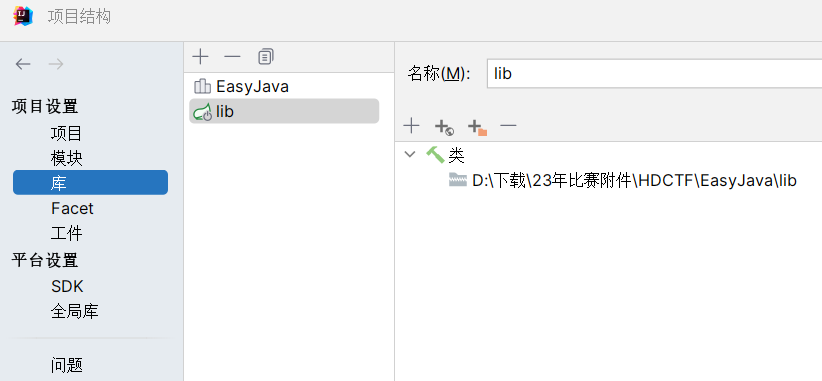 项目结构
项目设置
项目
模块
库
Facet
工件
平台设置
SDK
全局库
问题
EasyJava
lib
名称(M): lib
类
D:\下载\23年比赛附件\HDCTF\EasyJava\lib